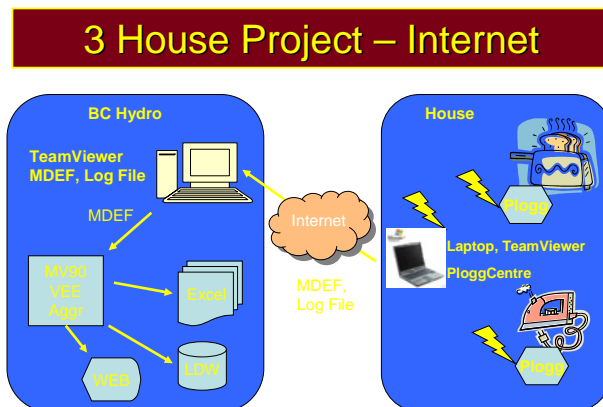 3 House Project – Internet
BC Hydro
TeamViewer
MDEF, Log File
MDEF
MV90
VEE
Aggr
Excel
WEB
LDW
Internet
MDEF,
Log File
House
Plogg
Laptop, TeamViewer
PloggCentre
Plogg